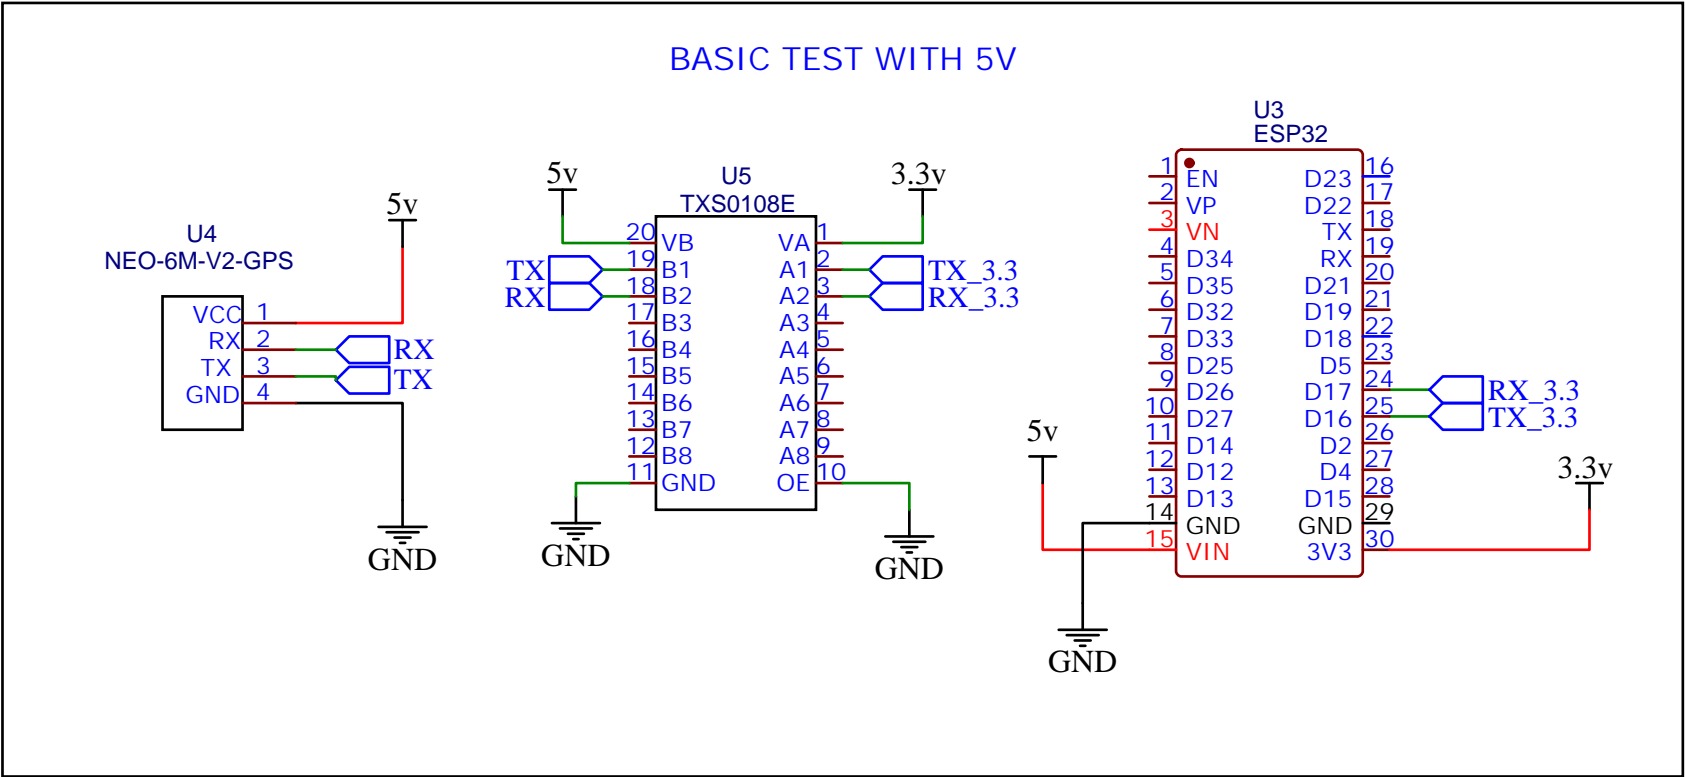 BASIC TEST WITH 5V
U4
NEO-6M-V2-GPS
5v
VCC 1
RX 2 RX
TX 3 TX
GND 4
GND
U5
TXS0108E
5v
3.3v
20 VB VA 1
TX 19 B1 A1 2 TX_3.3
RX 18 B2 A2 3 RX_3.3
17 B3 A3 4
16 B4 A4 5
15 B5 A5 6
14 B6 A6 7
13 B7 A7 8
12 B8 A8 9
11 GND OE 10
GND
GND
U3
ESP32
1 EN D23 16
2 VP D22 17
3 VN TX 18
4 D34 RX 19
5 D35 D21 20
6 D32 D19 21
7 D33 D18 22
8 D25 D5 23
9 D26 D17 24 RX_3.3
10 D27 D16 25 TX_3.3
11 D14 D2 26
12 D12 D4 27
13 D13 D15 28
14 GND GND 29
15 VIN 3V3 30
5v
3.3v
GND